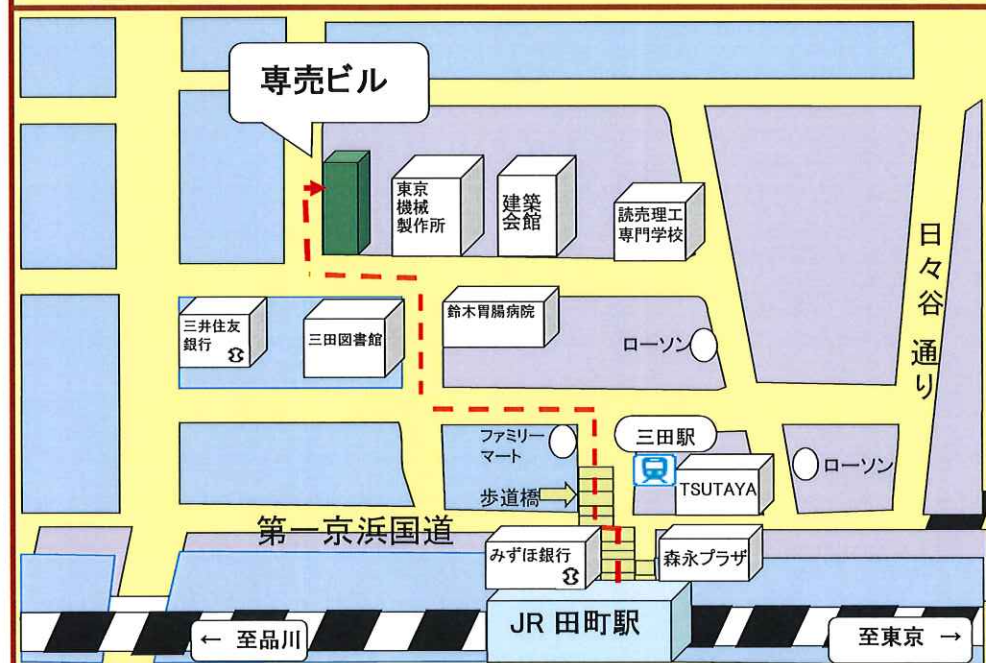 専売ビル
東京
機械
製作所
建築
会館
読売理工
専門学校
日々谷 通り
三井住友
銀行
三田図書館
鈴木胃腸病院
ローソン
ファミリー
マート
三田駅
TSUTAYA
ローソン
歩道橋
第一京浜国道
みずほ銀行
森永プラザ
JR 田町駅
← 至品川
至東京 →